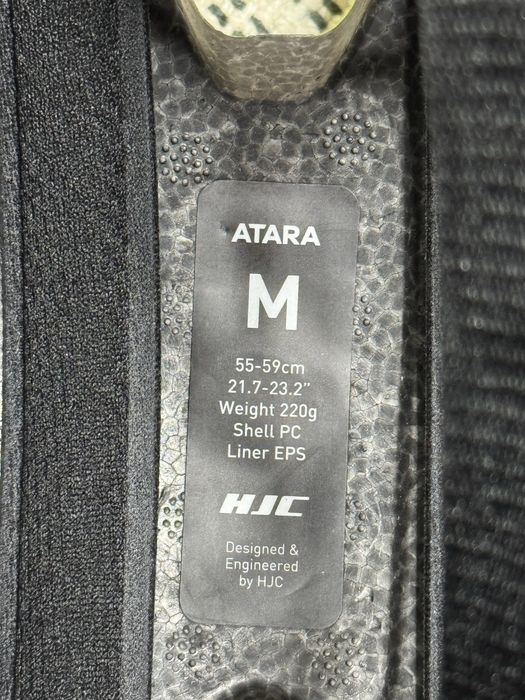 ATARA
M
55-59cm
21.7-23.2"
Weight 220g
Shell PC
Liner EPS
HJC
Designed &
Engineered
by HJC